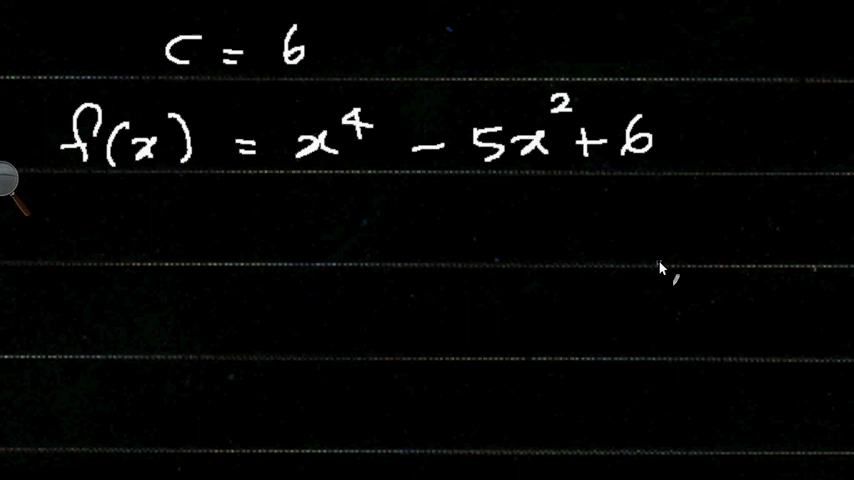 c = 6
f(x) = x⁴ - 5x² + 6